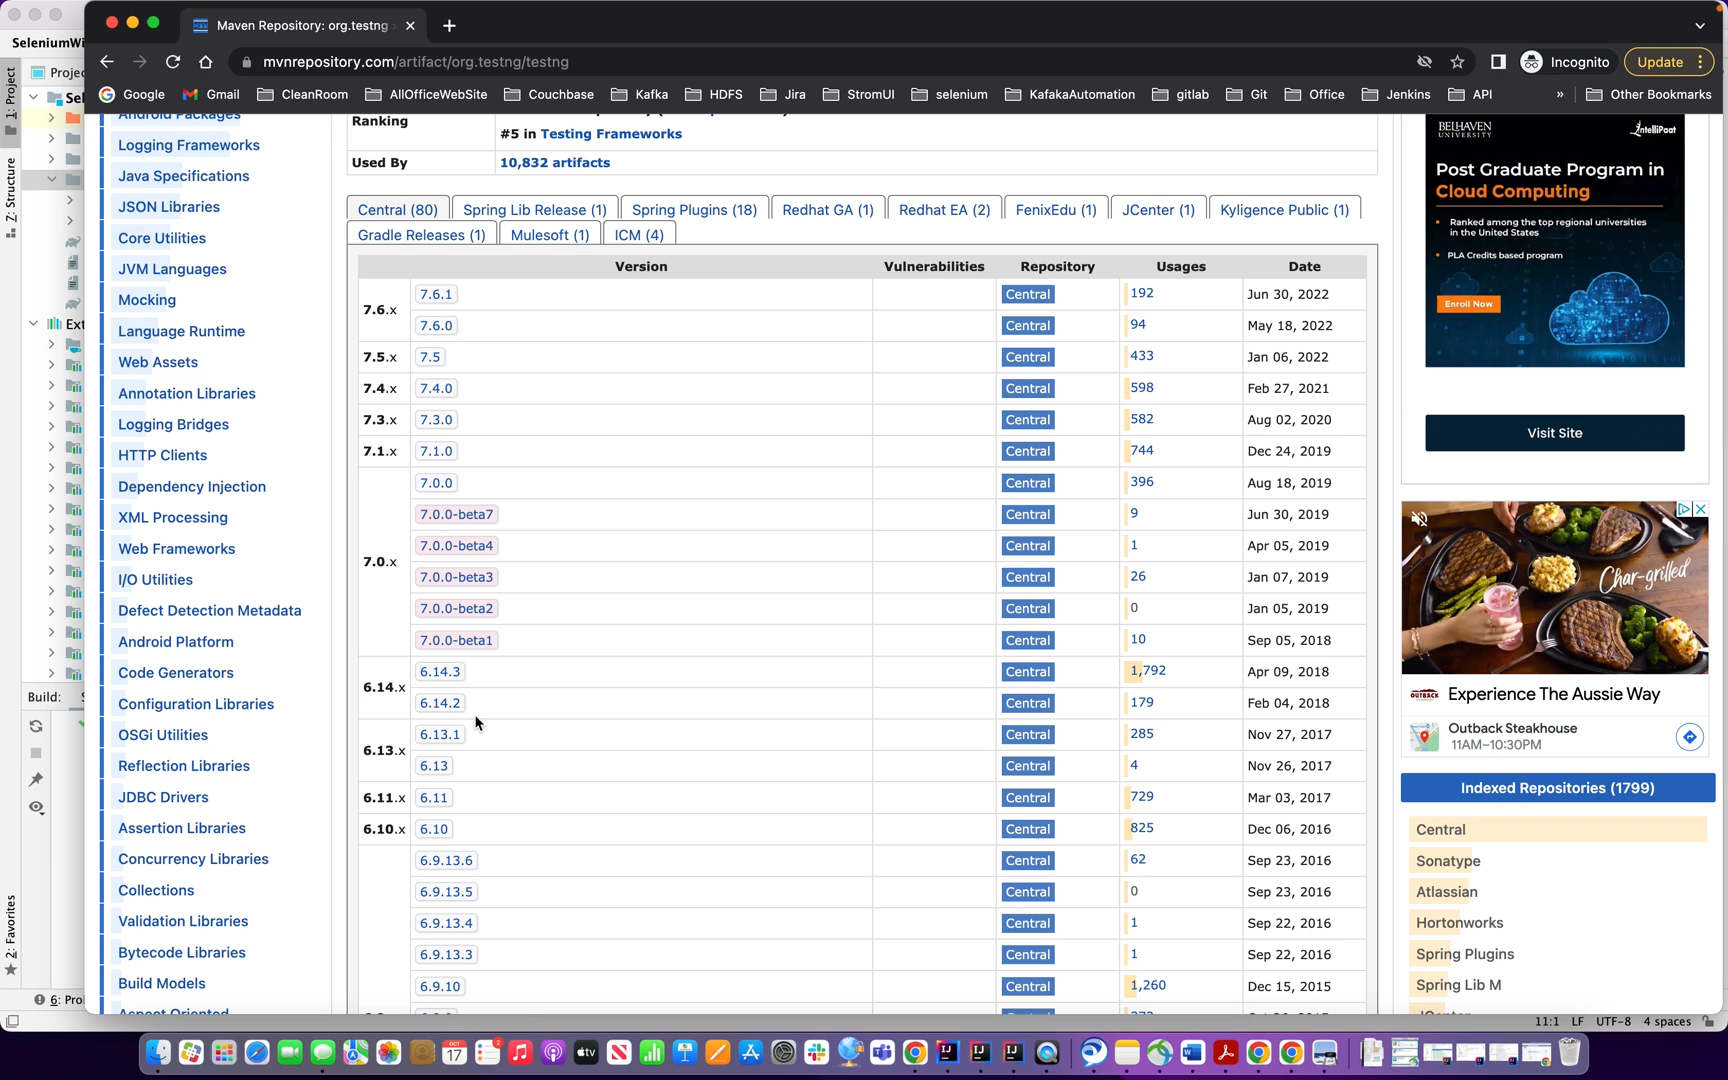 SeleniumWi
Maven Repository: org.testng
mvnrepository.com/artifact/org.testng/testng
Incognito
Update
Google
Gmail
CleanRoom
AllOfficeWebSite
Couchbase
Kafka
HDFS
Jira
StromUI
selenium
KafakaAutomation
gitlab
Git
Office
Jenkins
API
»
Other Bookmarks
1: Project
Z: Structure
2: Favorites
Projec
Sel
Ext
Build:
6: Pro
Android Packages
Logging Frameworks
Java Specifications
JSON Libraries
Core Utilities
JVM Languages
Mocking
Language Runtime
Web Assets
Annotation Libraries
Logging Bridges
HTTP Clients
Dependency Injection
XML Processing
Web Frameworks
I/O Utilities
Defect Detection Metadata
Android Platform
Code Generators
Configuration Libraries
OSGi Utilities
Reflection Libraries
JDBC Drivers
Assertion Libraries
Concurrency Libraries
Collections
Validation Libraries
Bytecode Libraries
Build Models
Aspect Oriented
Ranking
#5 in Testing Frameworks
Used By 10,832 artifacts
Central (80) Spring Lib Release (1) Spring Plugins (18) Redhat GA (1) Redhat EA (2) FenixEdu (1) JCenter (1) Kyligence Public (1)
Gradle Releases (1) Mulesoft (1) ICM (4)
Version Vulnerabilities Repository Usages Date
7.6.x
7.6.1 Central 192 Jun 30, 2022
7.6.0 Central 94 May 18, 2022
7.5.x 7.5 Central 433 Jan 06, 2022
7.4.x 7.4.0 Central 598 Feb 27, 2021
7.3.x 7.3.0 Central 582 Aug 02, 2020
7.1.x 7.1.0 Central 744 Dec 24, 2019
7.0.x
7.0.0 Central 396 Aug 18, 2019
7.0.0-beta7 Central 9 Jun 30, 2019
7.0.0-beta4 Central 1 Apr 05, 2019
7.0.0-beta3 Central 26 Jan 07, 2019
7.0.0-beta2 Central 0 Jan 05, 2019
7.0.0-beta1 Central 10 Sep 05, 2018
6.14.x
6.14.3 Central 1,792 Apr 09, 2018
6.14.2 Central 179 Feb 04, 2018
6.13.x
6.13.1 Central 285 Nov 27, 2017
6.13 Central 4 Nov 26, 2017
6.11.x 6.11 Central 729 Mar 03, 2017
6.10.x 6.10 Central 825 Dec 06, 2016
6.9.13.6 Central 62 Sep 23, 2016
6.9.13.5 Central 0 Sep 23, 2016
6.9.13.4 Central 1 Sep 22, 2016
6.9.13.3 Central 1 Sep 22, 2016
6.9.10 Central 1,260 Dec 15, 2015
BELHAVEN
UNIVERSITY
IntelliPaat
Post Graduate Program in
Cloud Computing
Ranked among the top regional universities
in the United States
PLA Credits based program
Enroll Now
Visit Site
Char-grilled
OUTBACK
Experience The Aussie Way
Outback Steakhouse
11AM–10:30PM
Indexed Repositories (1799)
Central
Sonatype
Atlassian
Hortonworks
Spring Plugins
Spring Lib M
11:1 LF UTF-8 4 spaces
OCT
17
2
tv